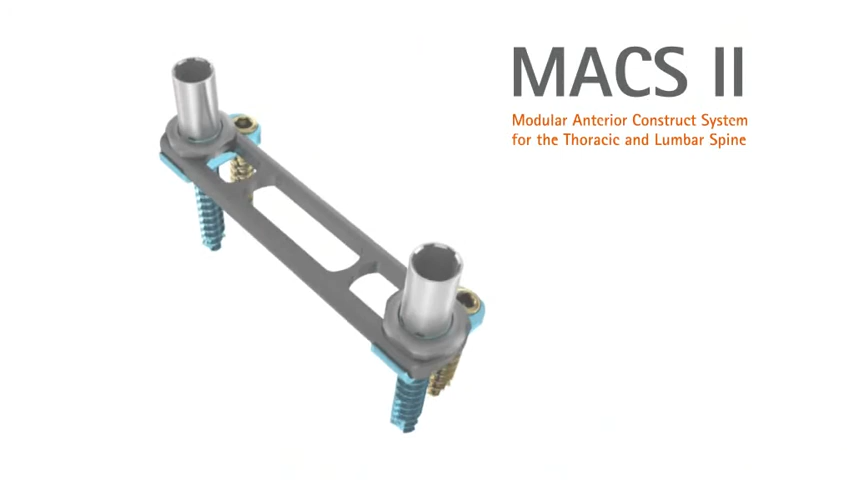 MACS II
Modular Anterior Construct System
for the Thoracic and Lumbar Spine